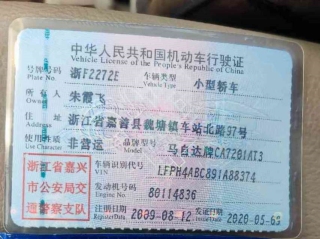 中华人民共和国机动车行驶证
Vehicle License of the People's Republic of China
号牌号码 浙F2272E 车辆类型 小型轿车
Plate No. Vehicle Type
所有人 朱霞飞
Owner
住址 浙江省嘉善县魏塘镇车站北路97号
Address
使用性质 非营运 品牌型号 马自达牌CA7201AT3
Use Character Model
浙江省嘉兴
市公安局交
通警察支队
车辆识别代号 LFPH4ABC891A88374
VIN
发动机号码 80114836
Engine No.
注册日期 2009-08-12 发证日期 2020-05-63
Register Date Issue Date